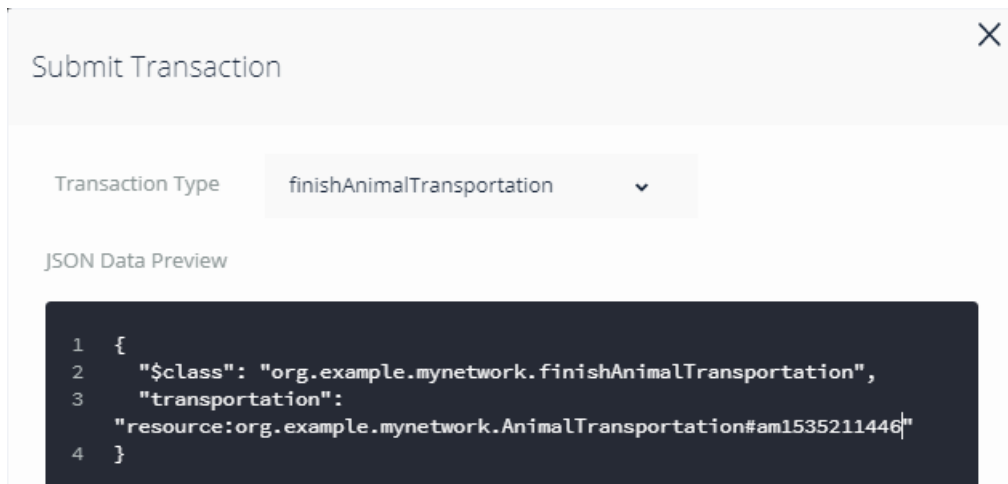 Submit Transaction
Transaction Type finishAnimalTransportation
JSON Data Preview
1 {
2 "$class": "org.example.mynetwork.finishAnimalTransportation",
3 "transportation":
"resource:org.example.mynetwork.AnimalTransportation#am1535211446"
4 }